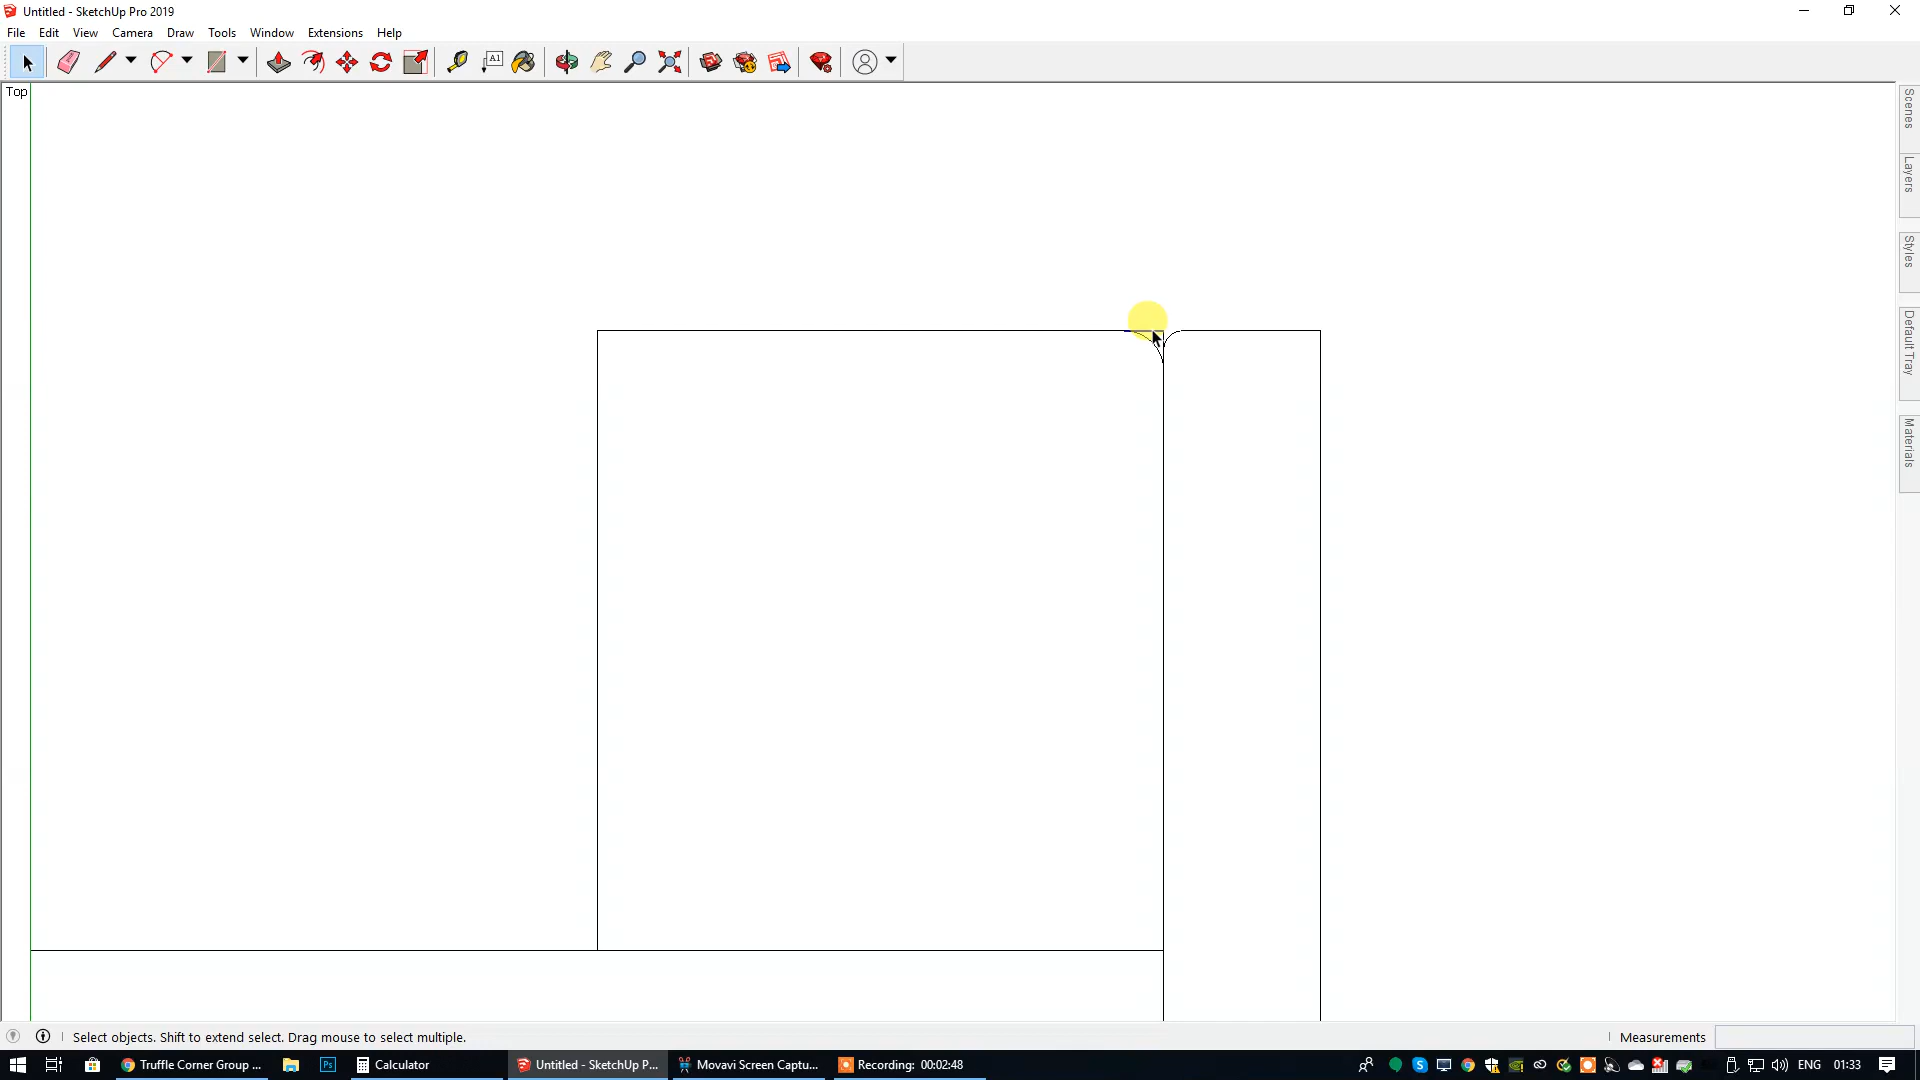 Untitled - SketchUp Pro 2019
File Edit View Camera Draw Tools Window Extensions Help
A1
Top
Scenes
Layers
Styles
Default Tray
Materials
Select objects. Shift to extend select. Drag mouse to select multiple.
Measurements
Truffle Corner Group ...
Ps
Calculator
Untitled - SketchUp P...
Movavi Screen Captu...
Recording: 00:02:48
ENG
01:33